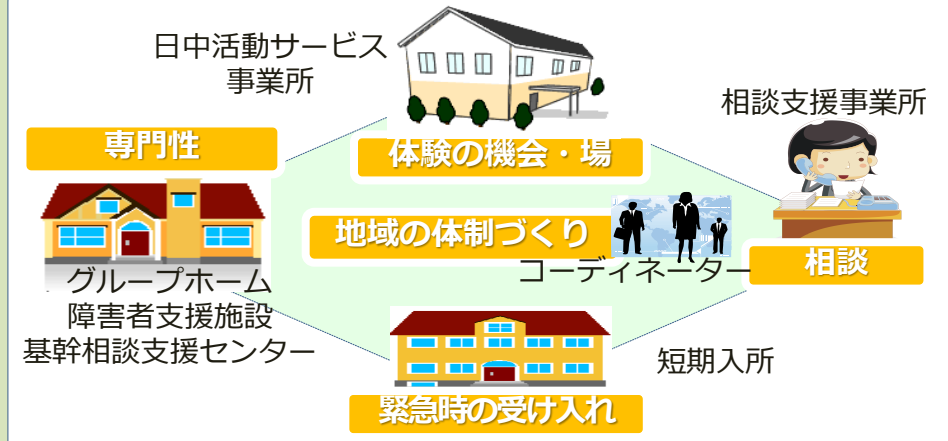 日中活動サービス
事業所
相談支援事業所
専門性
体験の機会・場
地域の体制づくり
コーディネーター
相談
グループホーム
障害者支援施設
基幹相談支援センター
短期入所
緊急時の受け入れ